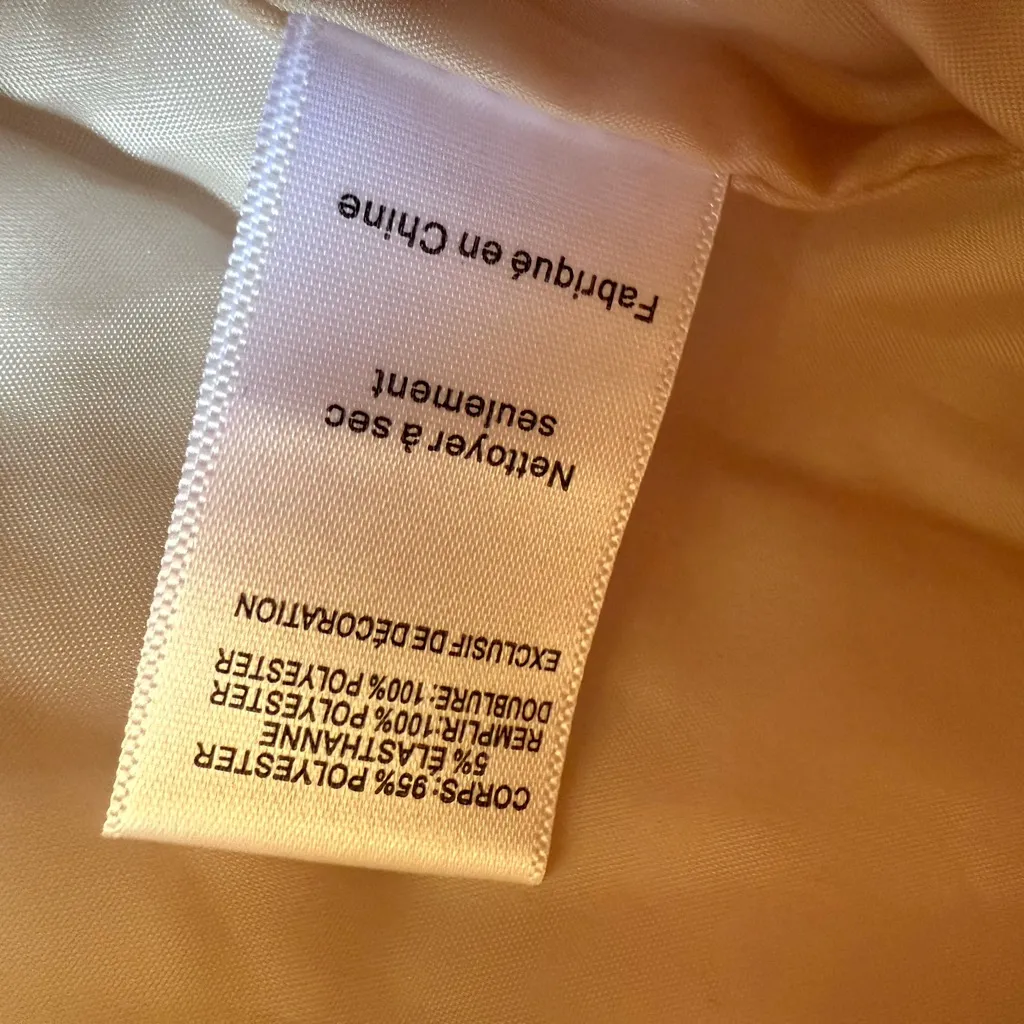 CORPS: 95% POLYESTER
5% ÉLASTHANNE
REMPLIR:100% POLYESTER
DOUBLURE: 100% POLYESTER
EXCLUSIF DE DÉCORATION
Nettoyer à sec
seulement
Fabriqué en Chine